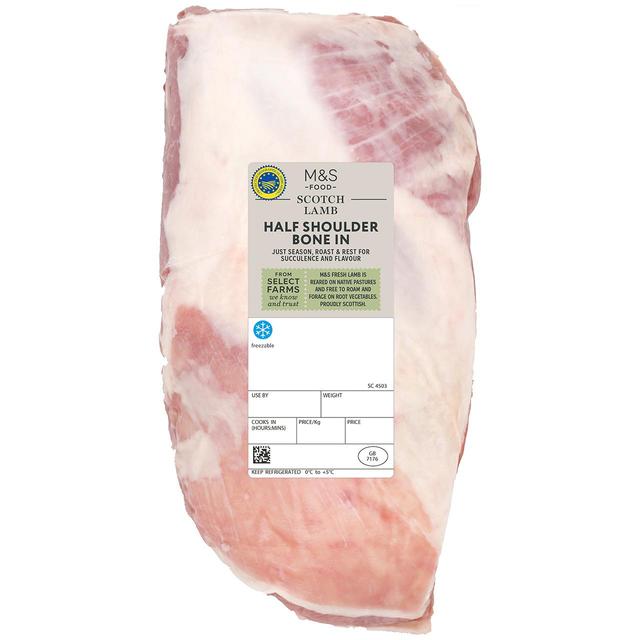 M&S
-FOOD-
SCOTCH
LAMB
HALF SHOULDER
BONE IN
JUST SEASON, ROAST & REST FOR
SUCCULENCE AND FLAVOUR
FROM
SELECT
FARMS
we know
and trust
M&S FRESH LAMB IS
REARED ON NATIVE PASTURES
AND FREE TO ROAM AND
FORAGE ON ROOT VEGETABLES.
PROUDLY SCOTTISH.
freezable
SC 4503
USE BY
WEIGHT
COOKS IN
(HOURS:MINS)
PRICE/Kg
PRICE
GB
7176
KEEP REFRIGERATED 0°C to +5°C